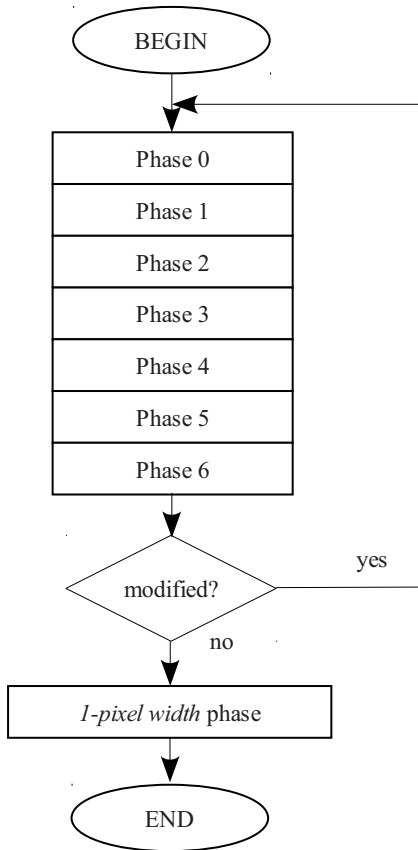 BEGIN
Phase 0
Phase 1
Phase 2
Phase 3
Phase 4
Phase 5
Phase 6
modified?
yes
no
1-pixel width phase
END